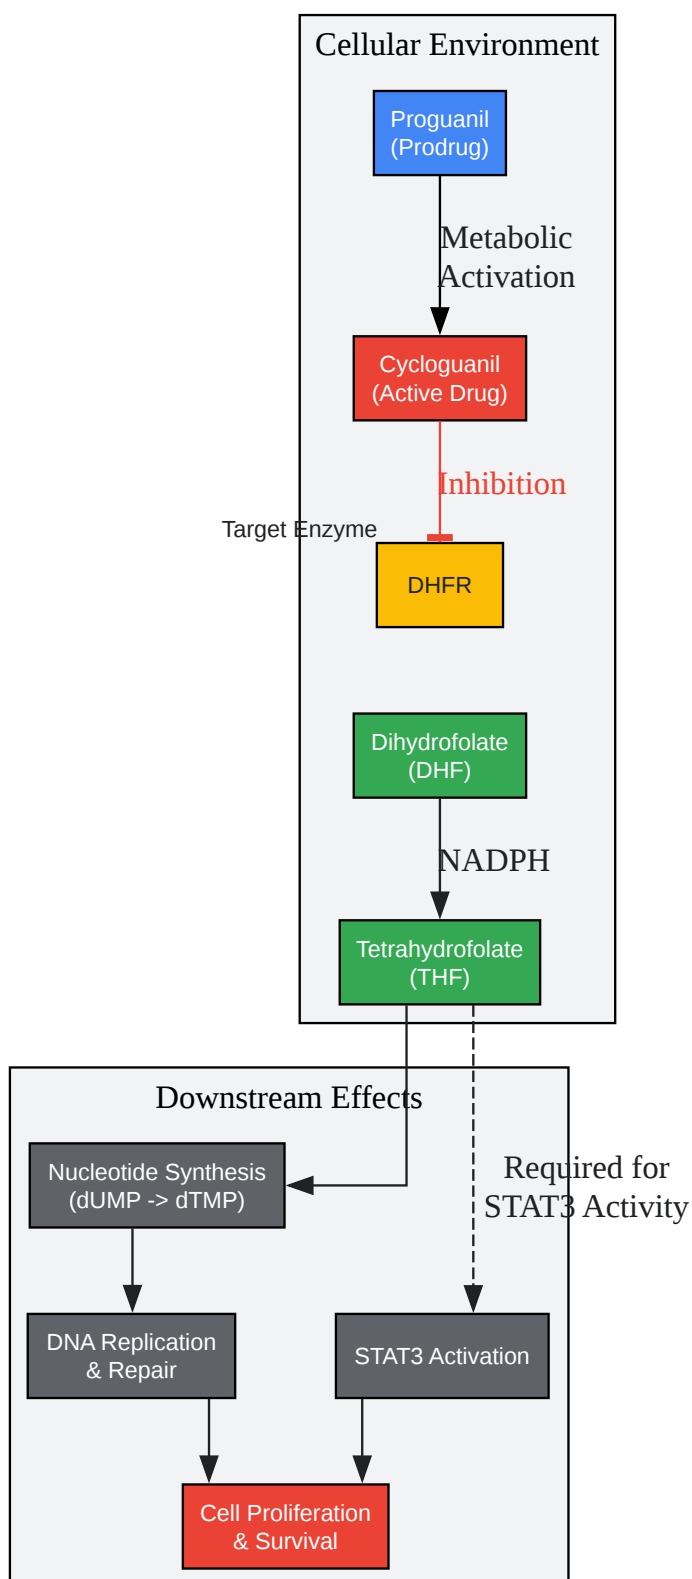 Cellular Environment
Proguanil
(Prodrug)
Metabolic
Activation
Cycloguanil
(Active Drug)
Inhibition
Target Enzyme
DHFR
Dihydrofolate
(DHF)
NADPH
Tetrahydrofolate
(THF)
Downstream Effects
Nucleotide Synthesis
(dUMP -> dTMP)
Required for
STAT3 Activity
DNA Replication
& Repair
STAT3 Activation
Cell Proliferation
& Survival